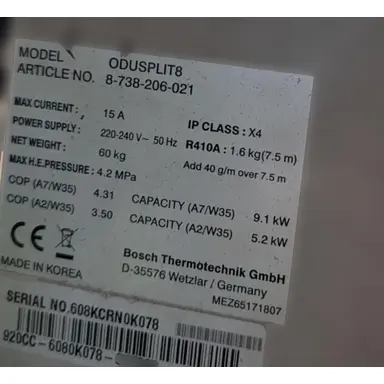 MODEL ODUSPLIT8
ARTICLE NO. 8-738-206-021
MAX CURRENT: 15 A IP CLASS : X4
POWER SUPPLY: 220-240 V~ 50 Hz R410A : 1.6 kg(7.5 m)
NET WEIGHT: 60 kg Add 40 g/m over 7.5 m
MAX H.E.PRESSURE : 4.2 MPa
COP (A7/W35) 4.31 CAPACITY (A7/W35) 9.1 kW
COP (A2/W35) 3.50 CAPACITY (A2/W35) 5.2 kW
CE
Bosch Thermotechnik GmbH
D-35576 Wetzlar / Germany
MADE IN KOREA MEZ65171807
SERIAL NO.608KCRN0K078
920CC-6080K078-